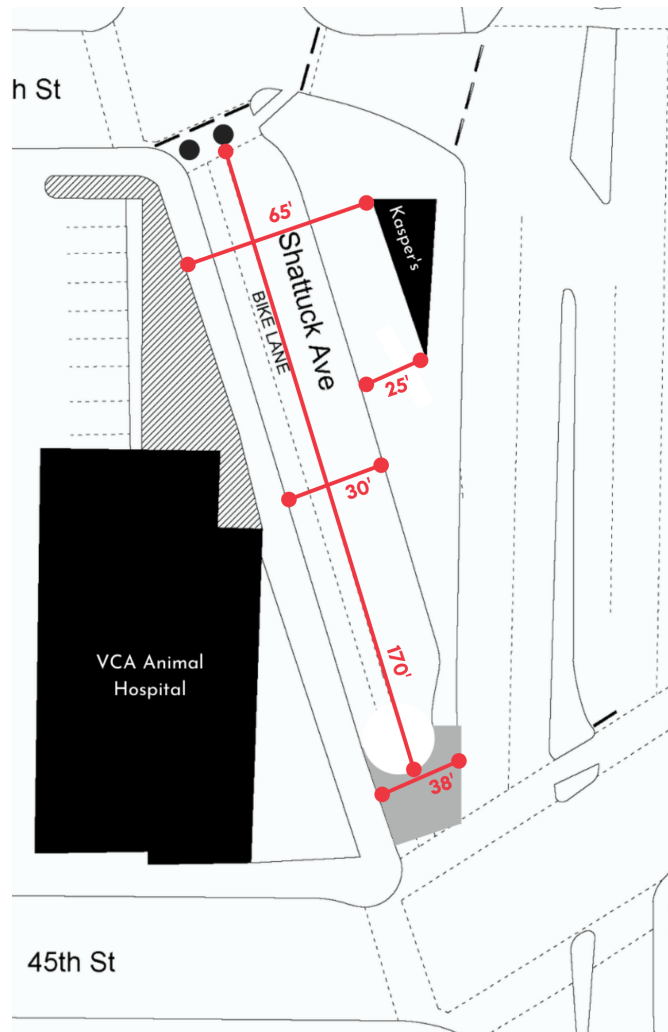 h St
65'
Kasper's
Shattuck Ave
BIKE LANE
25'
30'
170'
VCA Animal
Hospital
38'
45th St